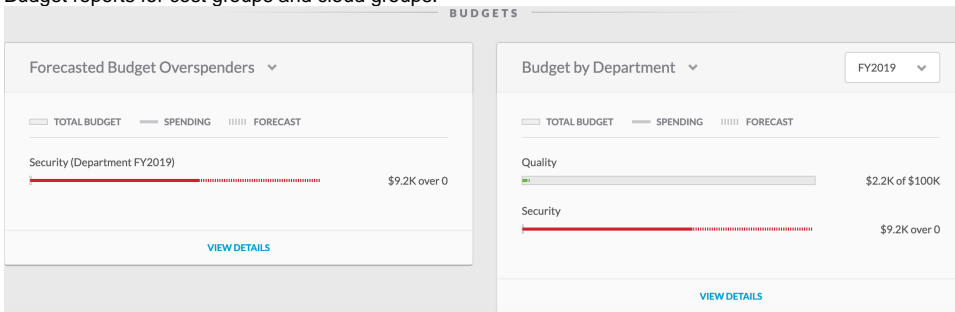 Budget reports for cost groups and cloud groups.
BUDGETS
Forecasted Budget Overspenders
TOTAL BUDGET SPENDING FORECAST
Security (Department FY2019)
$9.2K over 0
VIEW DETAILS
Budget by Department
FY2019
TOTAL BUDGET SPENDING FORECAST
Quality
$2.2K of $100K
Security
$9.2K over 0
VIEW DETAILS